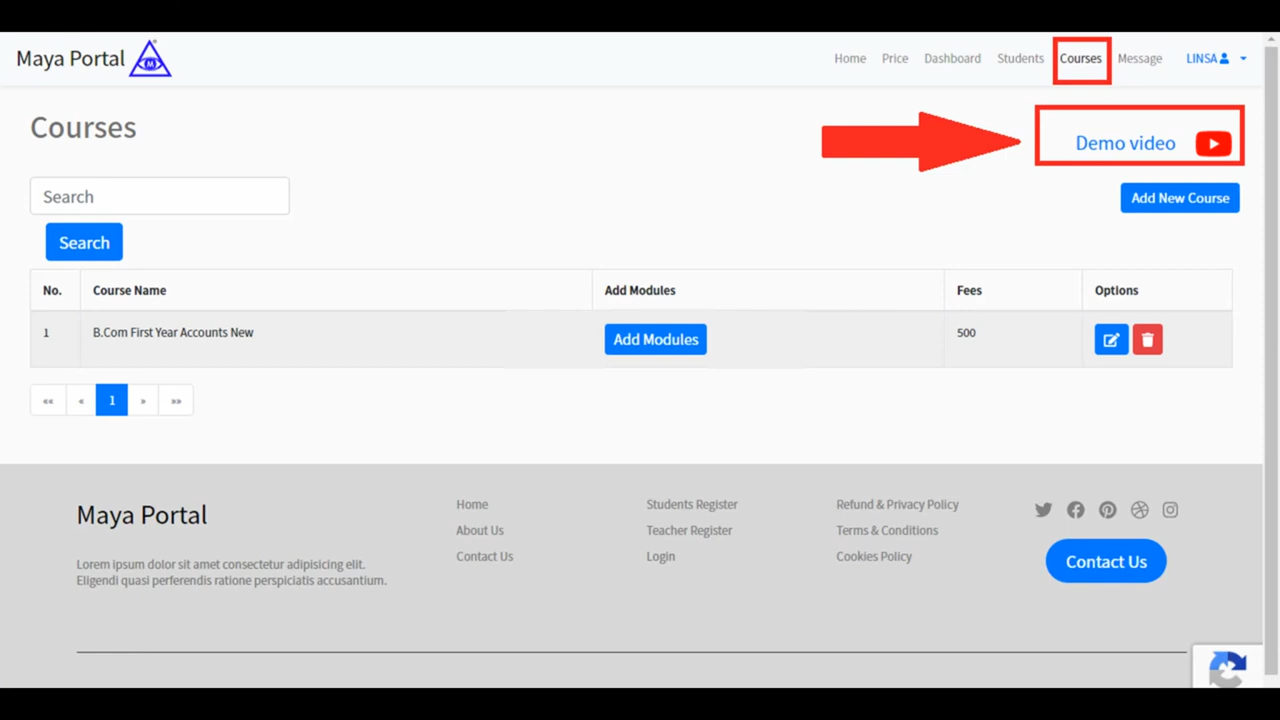 Maya Portal
Home Price Dashboard Students Courses Message LINSA
Courses
Demo video
Search
Add New Course
Search
No. Course Name Add Modules Fees Options
1 B.Com First Year Accounts New Add Modules 500
«« « 1 » »»
Maya Portal
Lorem ipsum dolor sit amet consectetur adipisicing elit.
Eligendi quasi perferendis ratione perspiciatis accusantium.
Home
About Us
Contact Us
Students Register
Teacher Register
Login
Refund & Privacy Policy
Terms & Conditions
Cookies Policy
Contact Us